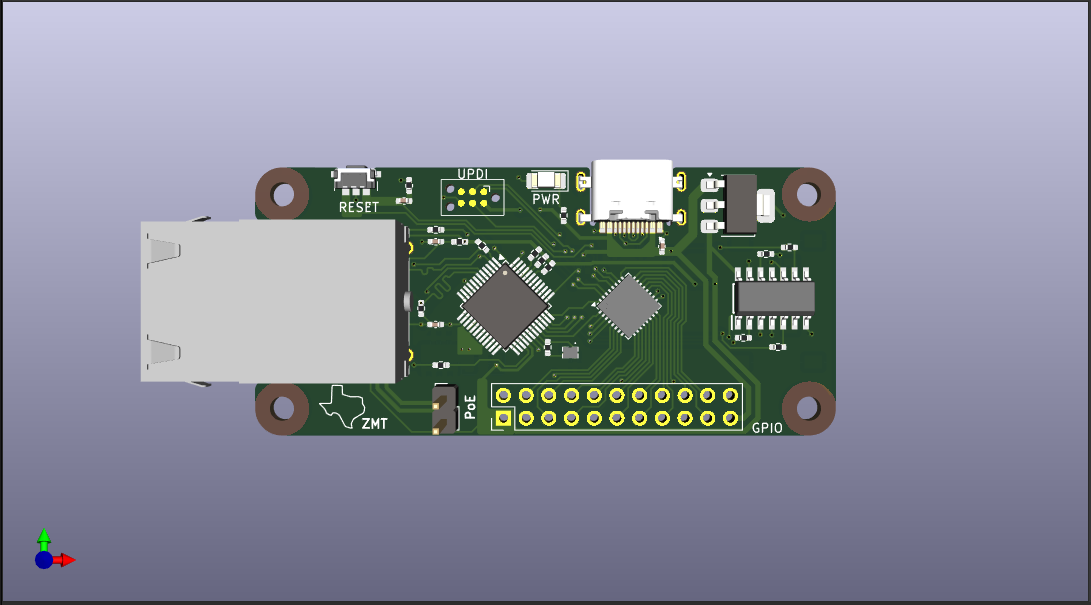 UPDI
PWR
RESET
PoE
ZMT
GPIO